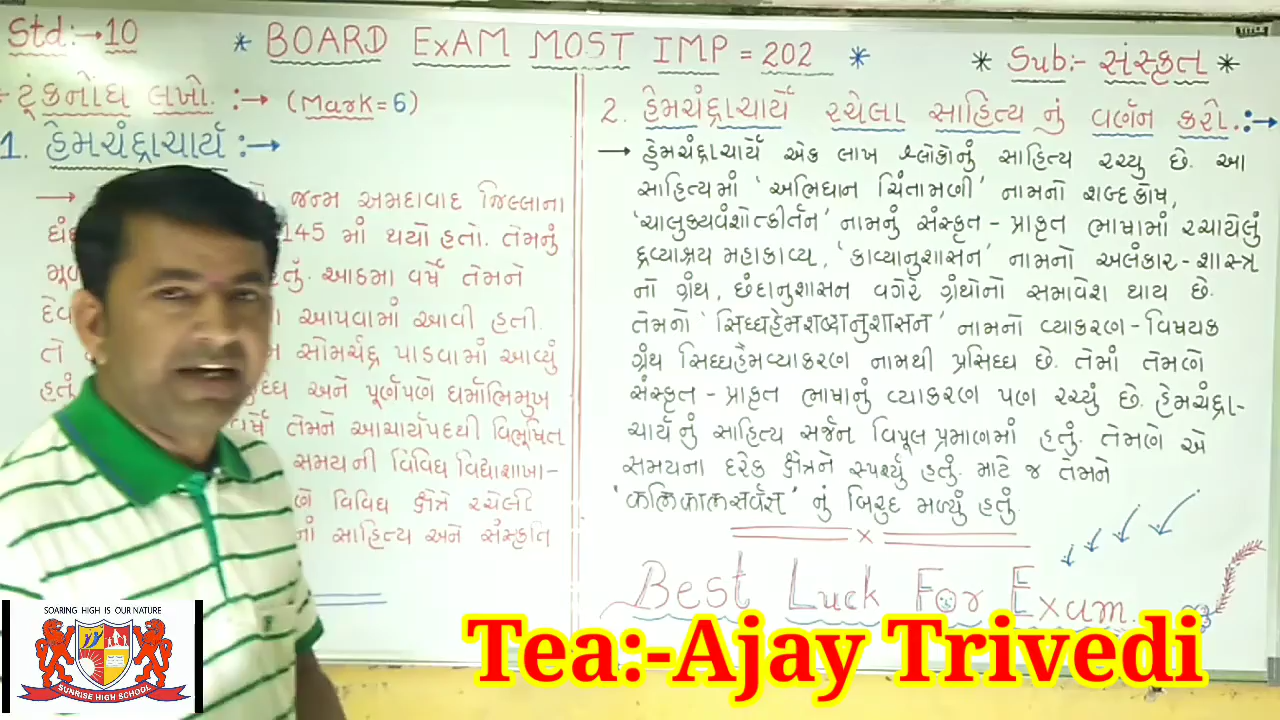 Std:→10
* BOARD ExAM MOST IMP = 202 *
* Sub:- સંસ્કૃત *
ટૂંકનોંધ લખો. :→ (Mark=6)
1. હેમચંદ્રાચાર્ય :→
→ જન્મ અમદાવાદ જિલ્લાના
145 માં થયો હતો. તેમનું
આઠમા વર્ષે તેમને
આપવામાં આવી હતી.
તે સોમચંદ્ર પાડવામાં આવ્યું
હતું અને પૂર્ણપણે ધર્માભિમુખ
વર્ષે તેમને આચાર્યપદથી વિભૂષિત
સમયની વિવિધ વિદ્યાશાખા-
વિવિધ ક્ષેત્રે રચેલી
સાહિત્ય અને સંસ્કૃતિ
2. હેમચંદ્રાચાર્યે રચેલા સાહિત્ય નું વર્ણન કરો. :→
→ હેમચંદ્રાચાર્યે એક લાખ શ્લોકોનું સાહિત્ય રચ્યુ છે. આ
સાહિત્યમાં 'અભિધાન ચિંતામણી' નામનો શબ્દકોષ,
'ચાલુક્યવંશોત્કીર્તન' નામનું સંસ્કૃત - પ્રાકૃત ભાષામાં રચાયેલું
દ્રવ્યાશ્રય મહાકાવ્ય, 'કાવ્યાનુશાસન' નામનો અલંકાર-શાસ્ત્ર
નો ગ્રંથ, છંદાનુશાસન વગેરે ગ્રંથોનો સમાવેશ થાય છે.
તેમનો 'સિધ્ધહેમશબ્દાનુશાસન' નામનો વ્યાકરણ-વિષયક
ગ્રંથ સિધ્ધહૈમવ્યાકરણ નામથી પ્રસિધ્ધ છે. તેમાં તેમણે
સંસ્કૃત - પ્રાકૃત ભાષાનું વ્યાકરણ પણ રચ્યું છે. હેમચંદ્રા-
ચાર્ય નું સાહિત્ય સર્જન વિપૂલ પ્રમાણમાં હતું. તેમણે એ
સમયના દરેક ક્ષેત્રને સ્પર્શ્યું હતું. માટે જ તેમને
'કલિકાલસર્વજ્ઞ' નું બિરુદ મળ્યું હતું.
Best Luck For Exam.
Tea:-Ajay Trivedi
SOARING HIGH IS OUR NATURE
SUNRISE HIGH SCHOOL